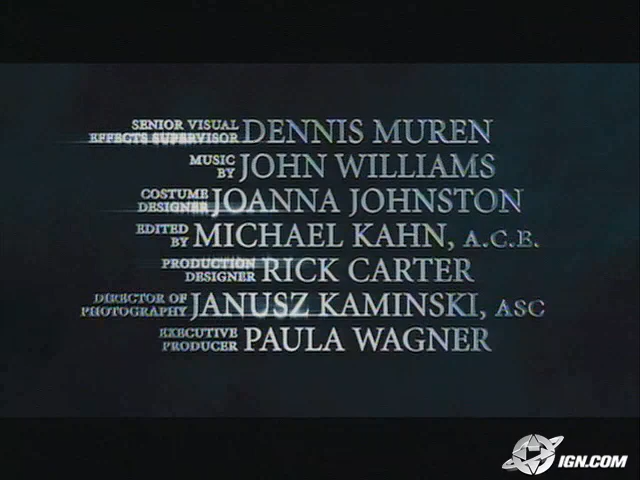 SENIOR VISUAL EFFECTS SUPERVISOR DENNIS MUREN
MUSIC BY JOHN WILLIAMS
COSTUME DESIGNER JOANNA JOHNSTON
EDITED BY MICHAEL KAHN, A.C.E.
PRODUCTION DESIGNER RICK CARTER
DIRECTOR OF PHOTOGRAPHY JANUSZ KAMINSKI, ASC
EXECUTIVE PRODUCER PAULA WAGNER
IGN.COM